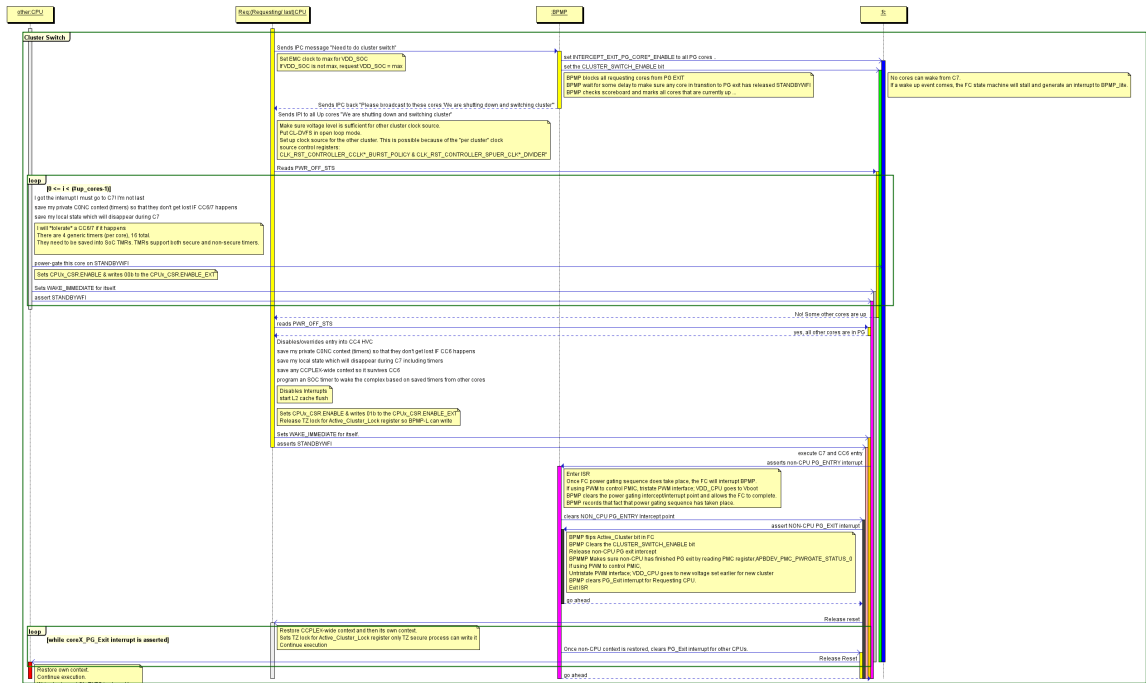 other:CPU
Req:(Requesting/ last)CPU
:BPMP
:fc
Cluster Switch
Sends IPC message "Need to do cluster switch"
Set EMC clock to max for VDD_SOC
If VDD_SOC is not max, request VDD_SOC = max
set INTERCEPT_EXIT_PG_CORE*_ENABLE to all PG cores ..
set the CLUSTER_SWITCH_ENABLE bit
BPMP blocks all requesting cores from PG EXIT
BPMP wait for some delay to make sure any core in transition to PG exit has released STANDBYWFI
BPMP checks scoreboard and marks all cores that are currently up ..
No cores can wake from C7.
If a wake up event comes, the FC state machine will stall and generate an interrupt to BPMP_lite.
Sends IPC back "Please broadcast to these cores 'We are shutting down and switching cluster'"
Sends IPI to all Up cores "We are shutting down and switching cluster"
Make sure voltage level is sufficient for other cluster clock source.
Put CL-DVFS in open loop mode.
Set up clock source for the other cluster. This is possible because of the "per cluster" clock
source control registers:
CLK_RST_CONTROLLER_CCLK*_BURST_POLICY & CLK_RST_CONTROLLER_SPUER_CLK*_DIVIDER"
Reads PWR_OFF_STS
loop
[0 <= i < (#up_cores-1)]
I got the interrupt I must go to C7! I'm not last
save my private C0NC context (timers) so that they don't get lost IF CC6/7 happens
save my local state which will disappear during C7
I will *tolerate* a CC6/7 if it happens
There are 4 generic timers (per core), 16 total.
They need to be saved into SoC TMRs. TMRs support both secure and non-secure timers.
power-gate this core on STANDBYWFI
Sets CPUx_CSR.ENABLE & writes 00b to the CPUx_CSR.ENABLE_EXT
Sets WAKE_IMMEDIATE for itself
assert STANDBYWFI
No! Some other cores are up
reads PWR_OFF_STS
yes, all other cores are in PG
Disables/overrides entry into CC4 HVC
save my private C0NC context (timers) so that they don't get lost IF CC6 happens
save my local state which will disappear during C7 including timers
save any CCPLEX-wide context so it survives CC6
program an SOC timer to wake the complex based on saved timers from other cores
Disables Interrupts
start L2 cache flush
Sets CPUx_CSR.ENABLE & writes 01b to the CPUx_CSR.ENABLE_EXT
Release TZ lock for Active_Cluster_Lock register so BPMP-L can write
Sets WAKE_IMMEDIATE for itself
asserts STANDBYWFI
execute C7 and CC6 entry
asserts non-CPU PG_ENTRY interrupt
Enter ISR
Once FC power gating sequence does take place, the FC will interrupt BPMP.
If using PWM to control PMIC, tristate PWM interface; VDD_CPU goes to Vboot
BPMP clears the power gating intercept/interrupt point and allows the FC to complete.
BPMP records that fact that power gating sequence has taken place.
clears NON_CPU PG_ENTRY Intercept point
assert NON-CPU PG_EXIT interrupt
BPMP flips Active_Cluster bit in FC
BPMP Clears the CLUSTER_SWITCH_ENABLE bit
Release non-CPU PG exit intercept
BPMMP Makes sure non-CPU has finished PG exit by reading PMC register,APBDEV_PMC_PWRGATE_STATUS_0
If using PWM to control PMIC,
Untristate PWM interface; VDD_CPU goes to new voltage set earlier for new cluster
BPMP clears PG_Exit interrupt for Requesting CPU.
Exit ISR
go ahead
Release reset
loop
[while coreX_PG_Exit interrupt is asserted]
Restore CCPLEX-wide context and then its own context.
Sets TZ lock for Active_Cluster_Lock register only TZ secure process can write it
Continue execution
Once non-CPU context is restored, clears PG_Exit interrupt for other CPUs.
Release Reset
Restore own context.
Continue execution.
go ahead